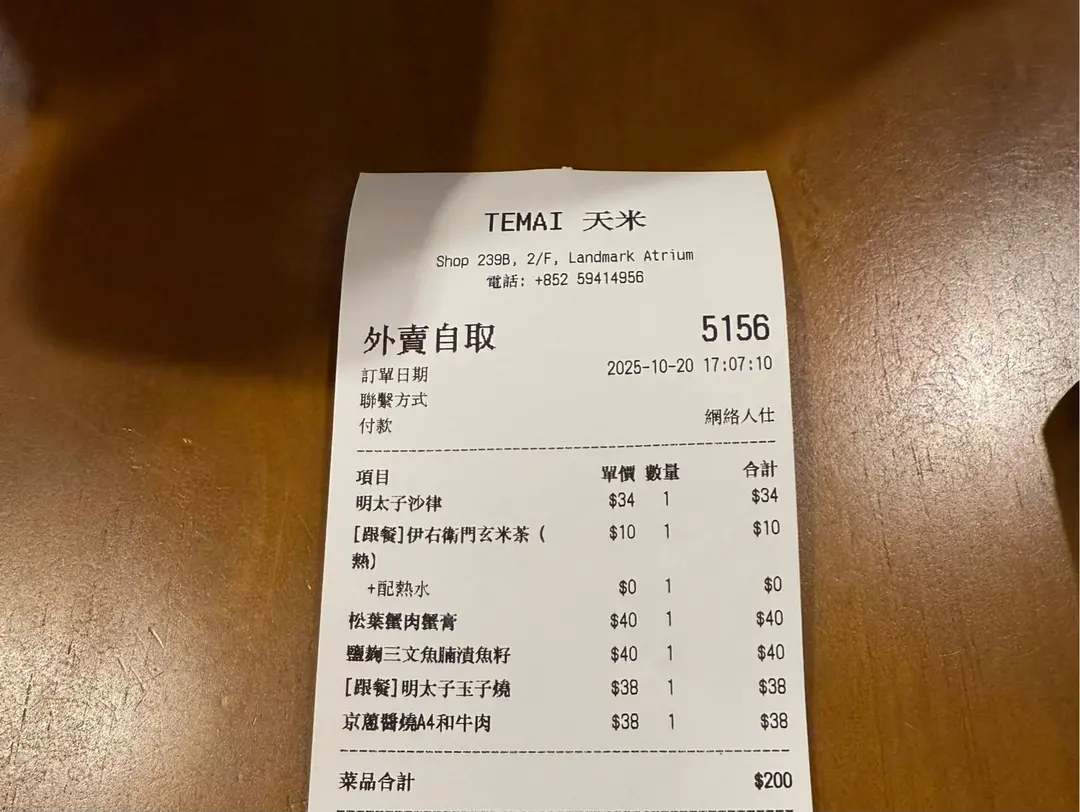 TEMAI 天米
Shop 239B, 2/F, Landmark Atrium
電話: +852 59414956
外賣自取 5156
訂單日期 2025-10-20 17:07:10
聯繫方式
付款 網絡人仕
項目 單價 數量 合計
明太子沙律 $34 1 $34
[跟餐]伊右衛門玄米茶 ( $10 1 $10
熱)
+配熱水 $0 1 $0
松葉蟹肉蟹膏 $40 1 $40
鹽麴三文魚腩漬魚籽 $40 1 $40
[跟餐]明太子玉子燒 $38 1 $38
京蔥醬燒A4和牛肉 $38 1 $38
菜品合計 $200